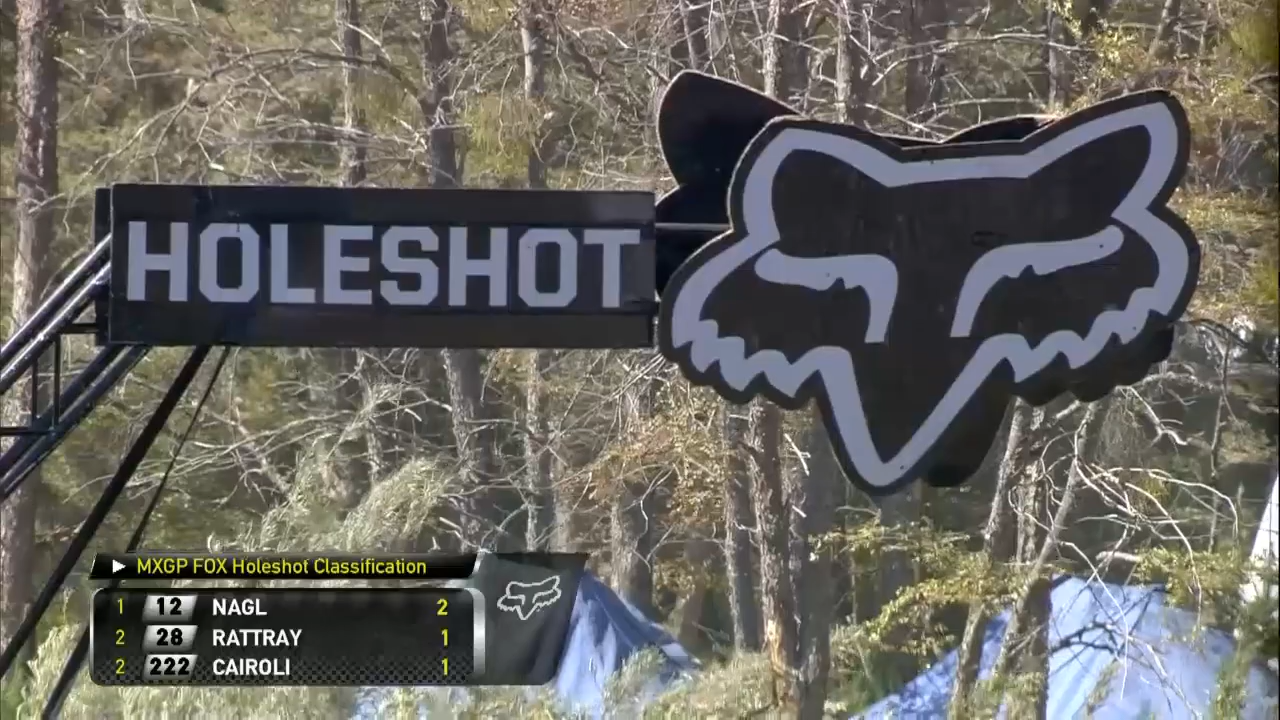 HOLESHOT
MXGP FOX Holeshot Classification
1 12 NAGL 2
2 28 RATTRAY 1
2 222 CAIROLI 1